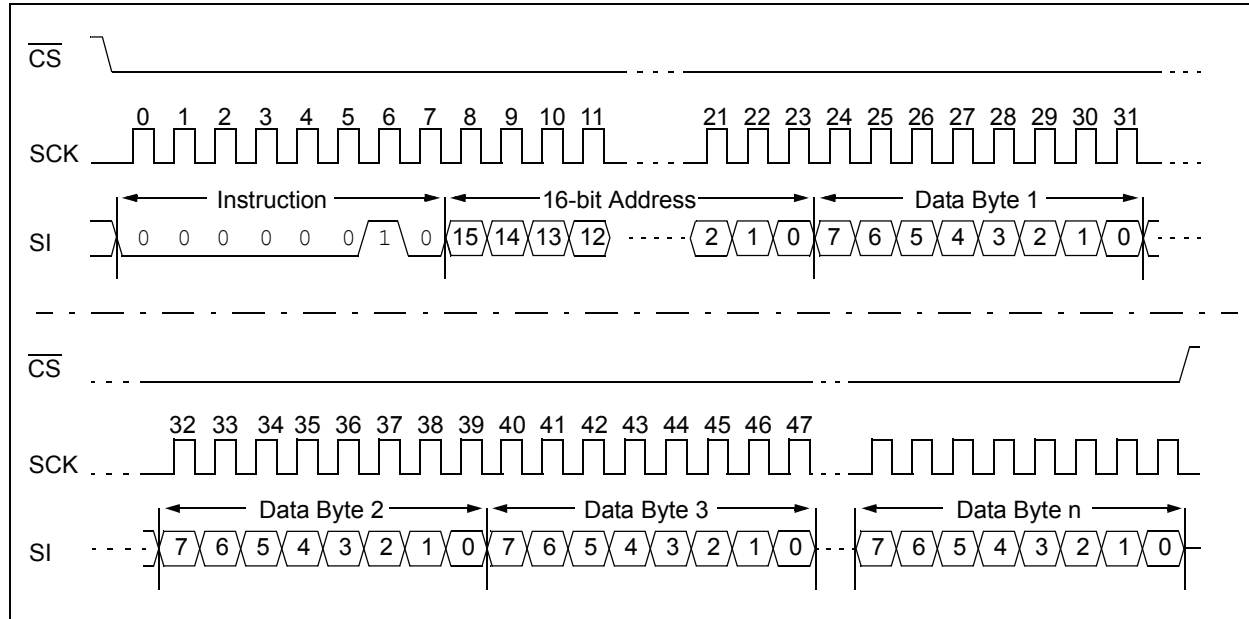 CS
0 1 2 3 4 5 6 7 8 9 10 11 21 22 23 24 25 26 27 28 29 30 31
SCK
Instruction 16-bit Address Data Byte 1
SI 0 0 0 0 0 0 1 0 15 14 13 12 2 1 0 7 6 5 4 3 2 1 0
CS
32 33 34 35 36 37 38 39 40 41 42 43 44 45 46 47
SCK
Data Byte 2 Data Byte 3 Data Byte n
SI 7 6 5 4 3 2 1 0 7 6 5 4 3 2 1 0 7 6 5 4 3 2 1 0